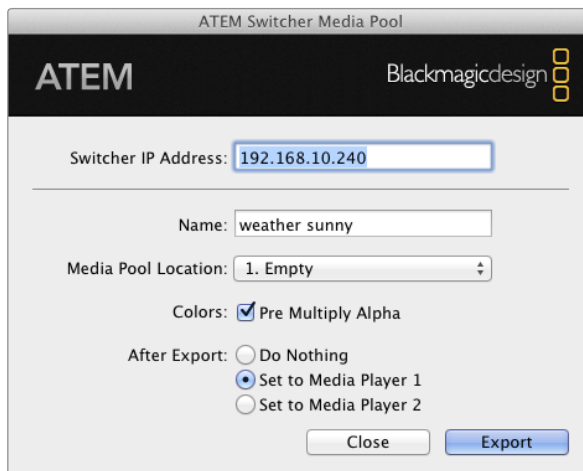 ATEM Switcher Media Pool
ATEM
Blackmagicdesign
Switcher IP Address: 192.168.10.240
Name: weather sunny
Media Pool Location: 1. Empty
Colors: Pre Multiply Alpha
After Export: Do Nothing
Set to Media Player 1
Set to Media Player 2
Close Export